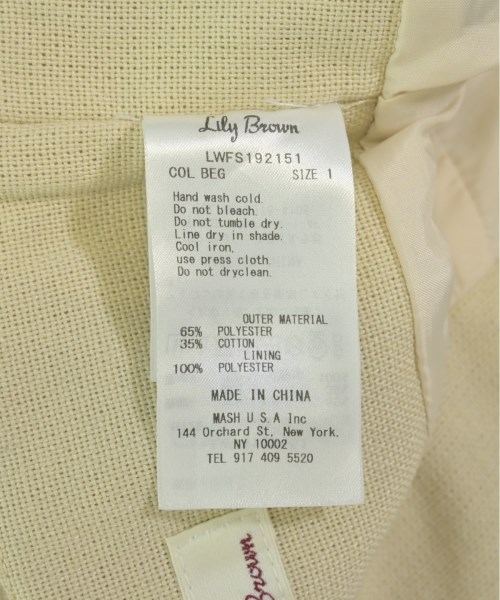 Lily Brown
LWFS192151
COL BEG SIZE 1
Hand wash cold.
Do not bleach.
Do not tumble dry.
Line dry in shade.
Cool iron,
use press cloth.
Do not dryclean.
OUTER MATERIAL
65% POLYESTER
35% COTTON
LINING
100% POLYESTER
MADE IN CHINA
MASH U.S.A Inc
144 Orchard St, New York.
NY 10002
TEL 917 409 5520
Brown